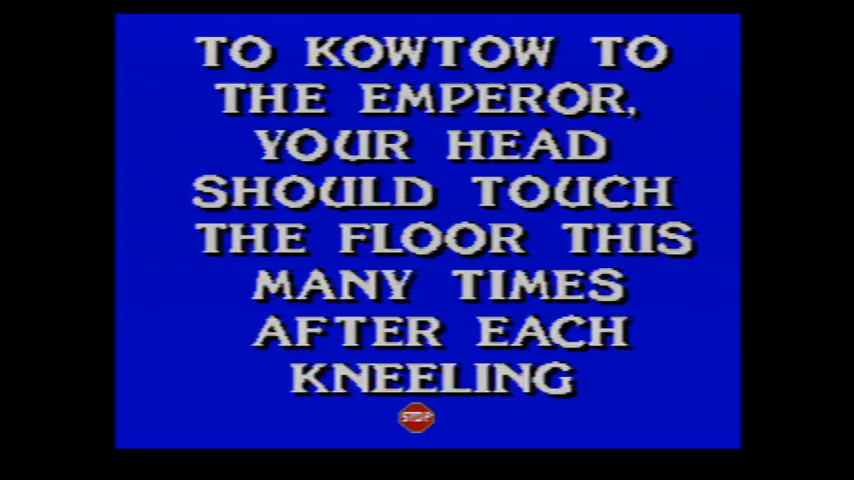 TO KOWTOW TO
THE EMPEROR,
YOUR HEAD
SHOULD TOUCH
THE FLOOR THIS
MANY TIMES
AFTER EACH
KNEELING
STOP